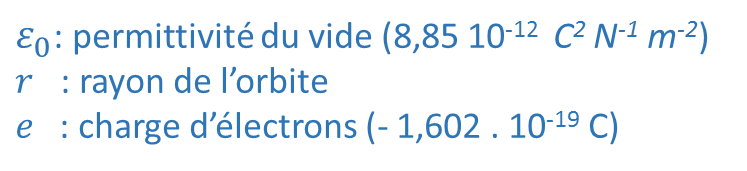 ε₀ : permittivité du vide (8,85 10⁻¹² C² N⁻¹ m⁻²)
r : rayon de l’orbite
e : charge d’électrons (- 1,602 . 10⁻¹⁹ C)